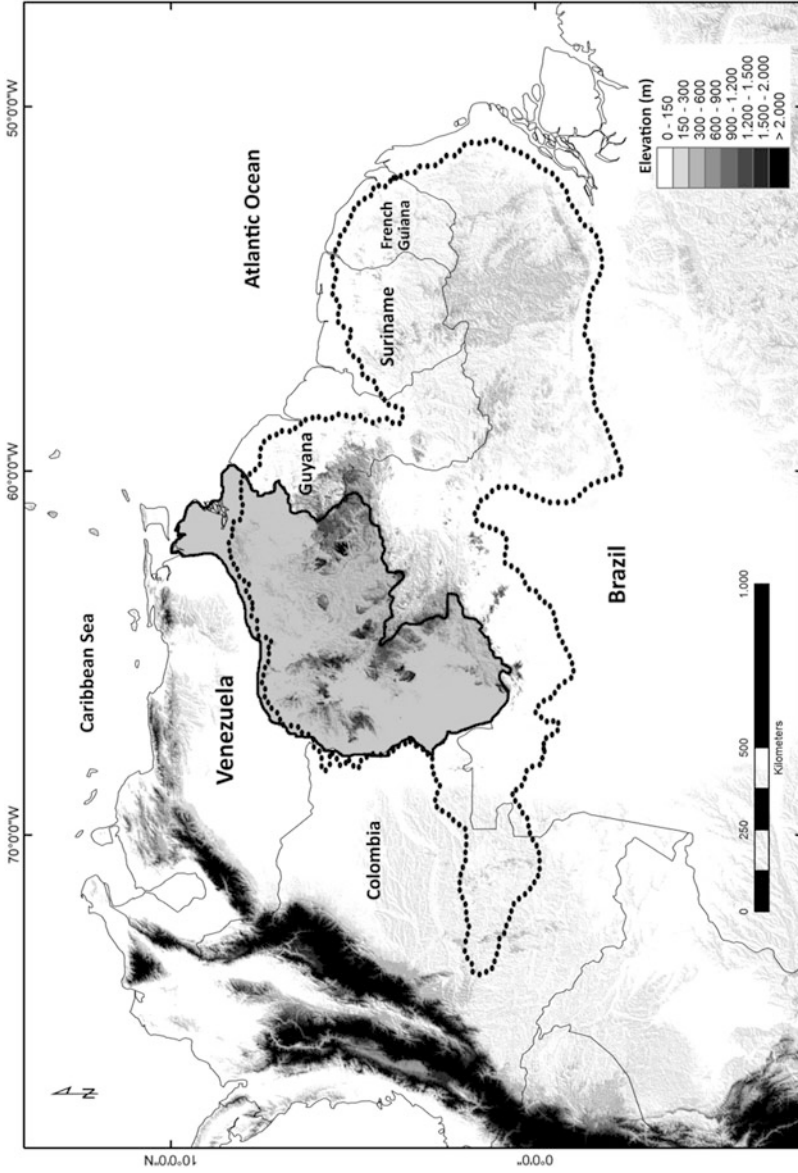 70°0'0"W
60°0'0"W
50°0'0"W
10°0'0"N
0°0'0"
N
Caribbean Sea
Atlantic Ocean
Venezuela
Guyana
Suriname
French
Guiana
Colombia
Brazil
0
250
500
1.000
Kilometers
Elevation (m)
0 - 150
150 - 300
300 - 600
600 - 900
900 - 1.200
1.200 - 1.500
1.500 - 2.000
> 2.000